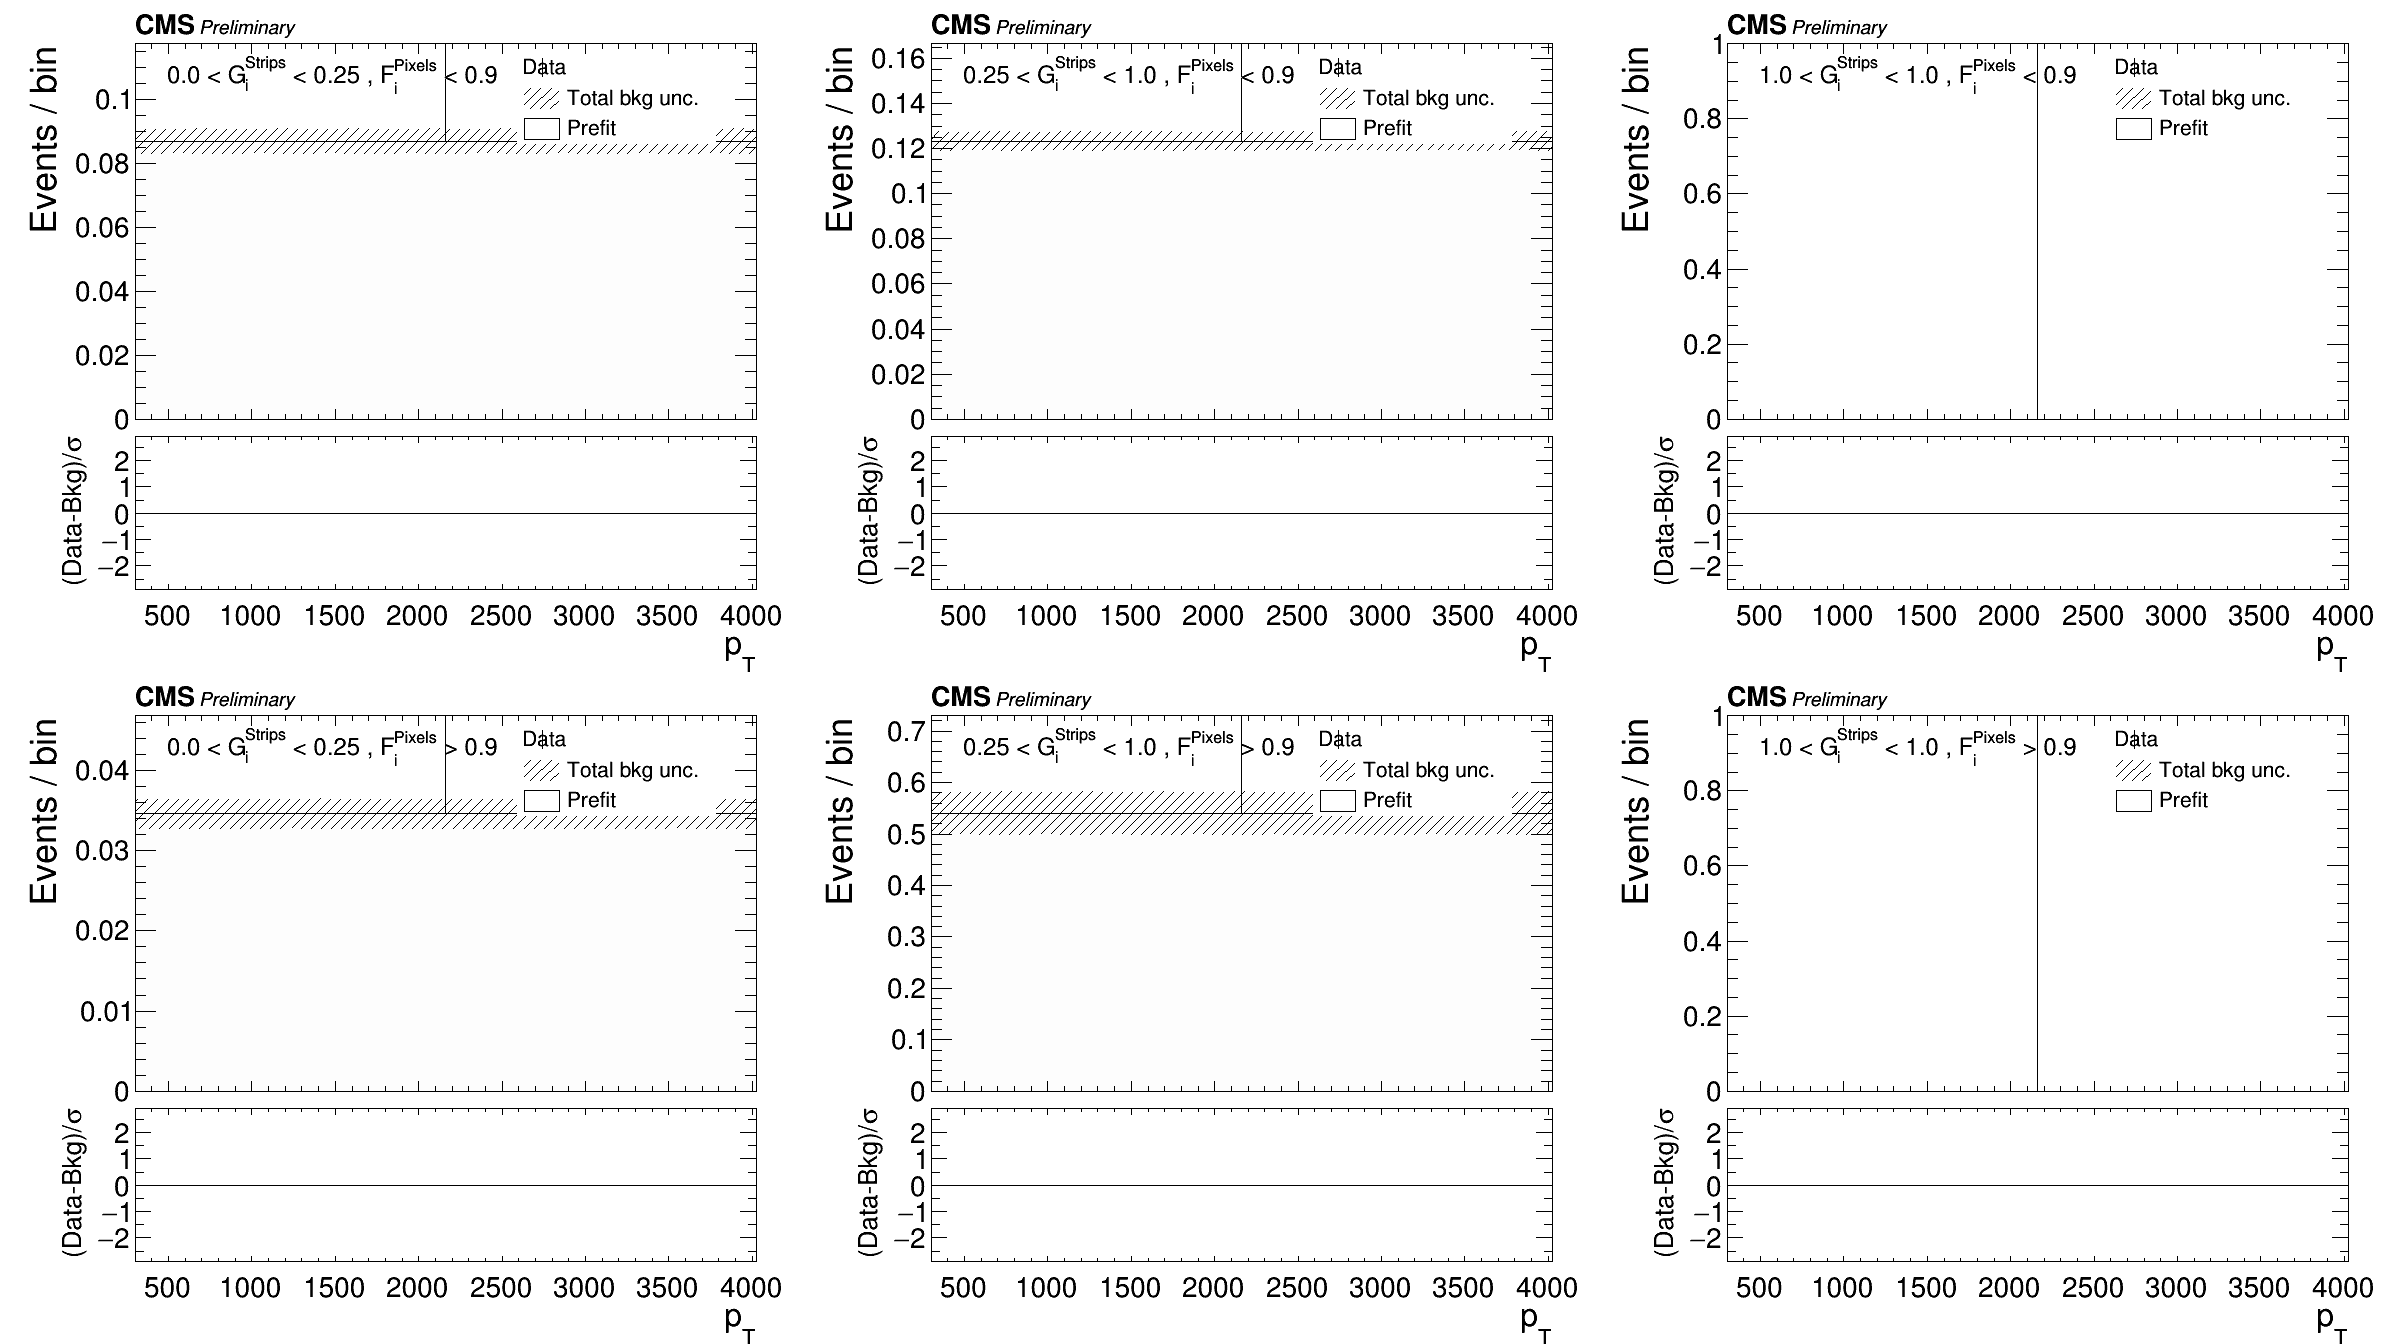 CMS Preliminary
0.0 < G_i^Strips < 0.25 , F_i^Pixels < 0.9
Data
Total bkg unc.
Prefit
Events / bin
0.1
0.08
0.06
0.04
0.02
0
(Data-Bkg)/σ
2
1
0
−1
−2
500 1000 1500 2000 2500 3000 3500 4000
p_T
CMS Preliminary
0.25 < G_i^Strips < 1.0 , F_i^Pixels < 0.9
Data
Total bkg unc.
Prefit
Events / bin
0.16
0.14
0.12
0.1
0.08
0.06
0.04
0.02
0
(Data-Bkg)/σ
2
1
0
−1
−2
500 1000 1500 2000 2500 3000 3500 4000
p_T
CMS Preliminary
1.0 < G_i^Strips < 1.0 , F_i^Pixels < 0.9
Data
Total bkg unc.
Prefit
Events / bin
1
0.8
0.6
0.4
0.2
0
(Data-Bkg)/σ
2
1
0
−1
−2
500 1000 1500 2000 2500 3000 3500 4000
p_T
CMS Preliminary
0.0 < G_i^Strips < 0.25 , F_i^Pixels > 0.9
Data
Total bkg unc.
Prefit
Events / bin
0.04
0.03
0.02
0.01
0
(Data-Bkg)/σ
2
1
0
−1
−2
500 1000 1500 2000 2500 3000 3500 4000
p_T
CMS Preliminary
0.25 < G_i^Strips < 1.0 , F_i^Pixels > 0.9
Data
Total bkg unc.
Prefit
Events / bin
0.7
0.6
0.5
0.4
0.3
0.2
0.1
0
(Data-Bkg)/σ
2
1
0
−1
−2
500 1000 1500 2000 2500 3000 3500 4000
p_T
CMS Preliminary
1.0 < G_i^Strips < 1.0 , F_i^Pixels > 0.9
Data
Total bkg unc.
Prefit
Events / bin
1
0.8
0.6
0.4
0.2
0
(Data-Bkg)/σ
2
1
0
−1
−2
500 1000 1500 2000 2500 3000 3500 4000
p_T